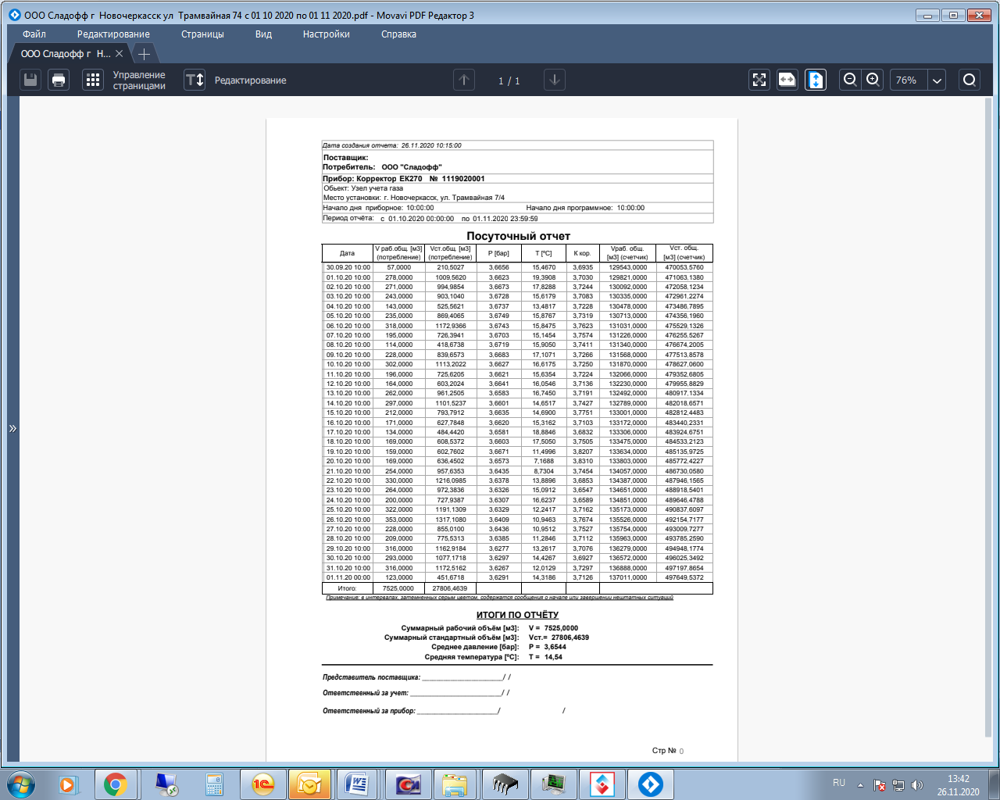 ООО Сладофф г  Новочеркасск ул  Трамвайная 74 с 01 10 2020 по 01 11 2020.pdf - Movavi PDF Редактор 3
Файл Редактирование Страницы Вид Настройки Справка
ООО Сладофф г  Н...
Управление страницами Редактирование 1 / 1 76%
Дата создания отчета: 26.11.2020 10:15:00
Поставщик:
Потребитель: ООО "Сладофф"
Прибор: Корректор ЕК270 № 1119020001
Обьект: Узел учета газа
Место установки: г. Новочеркасск, ул. Трамвайная 7/4
Начало дня приборное: 10:00:00 Начало дня программное: 10:00:00
Период отчёта: с 01.10.2020 00:00:00 по 01.11.2020 23:59:59
Посуточный отчет
Дата V раб.общ. [м3] (потребление) Vст.общ. [м3] (потребление) P [бар] T [ºC] К кор. Vраб. общ. [м3] (счетчик) Vст. общ. [м3] (счетчик)
30.09.20 10:00 57,0000 210,5027 3,6656 15,4670 3,6935 129543,0000 470053,5760
01.10.20 10:00 278,0000 1009,5620 3,6623 19,3908 3,7030 129821,0000 471063,1380
02.10.20 10:00 271,0000 994,9854 3,6673 17,8288 3,7244 130092,0000 472058,1234
03.10.20 10:00 243,0000 903,1040 3,6728 15,6179 3,7083 130335,0000 472961,2274
04.10.20 10:00 143,0000 525,5621 3,6737 13,4817 3,7228 130478,0000 473486,7895
05.10.20 10:00 235,0000 869,4065 3,6749 15,8767 3,7319 130713,0000 474356,1960
06.10.20 10:00 318,0000 1172,9366 3,6743 15,8475 3,7623 131031,0000 475529,1326
07.10.20 10:00 195,0000 726,3941 3,6703 15,1454 3,7574 131226,0000 476255,5267
08.10.20 10:00 114,0000 418,6738 3,6719 15,9050 3,7411 131340,0000 476674,2005
09.10.20 10:00 228,0000 839,6573 3,6683 17,1071 3,7266 131568,0000 477513,8578
10.10.20 10:00 302,0000 1113,2022 3,6627 16,6175 3,7250 131870,0000 478627,0600
11.10.20 10:00 196,0000 725,6205 3,6621 15,6354 3,7224 132066,0000 479352,6805
12.10.20 10:00 164,0000 603,2024 3,6641 16,0546 3,7136 132230,0000 479955,8829
13.10.20 10:00 262,0000 961,2505 3,6583 16,7450 3,7191 132492,0000 480917,1334
14.10.20 10:00 297,0000 1101,5237 3,6601 14,6517 3,7427 132789,0000 482018,6571
15.10.20 10:00 212,0000 793,7912 3,6635 14,6900 3,7751 133001,0000 482812,4483
16.10.20 10:00 171,0000 627,7848 3,6620 15,3162 3,7103 133172,0000 483440,2331
17.10.20 10:00 134,0000 484,4420 3,6581 18,8846 3,6832 133306,0000 483924,6751
18.10.20 10:00 169,0000 608,5372 3,6603 17,5050 3,7505 133475,0000 484533,2123
19.10.20 10:00 159,0000 602,7602 3,6671 11,4996 3,8207 133634,0000 485135,9725
20.10.20 10:00 169,0000 636,4502 3,6573 7,1688 3,8310 133803,0000 485772,4227
21.10.20 10:00 254,0000 957,6353 3,6435 8,7304 3,7454 134057,0000 486730,0580
22.10.20 10:00 330,0000 1216,0985 3,6378 13,8896 3,6853 134387,0000 487946,1565
23.10.20 10:00 264,0000 972,3836 3,6326 15,0912 3,6547 134651,0000 488918,5401
24.10.20 10:00 200,0000 727,9387 3,6307 16,6237 3,6589 134851,0000 489646,4788
25.10.20 10:00 322,0000 1191,1309 3,6329 12,2417 3,7162 135173,0000 490837,6097
26.10.20 10:00 353,0000 1317,1080 3,6409 10,9463 3,7674 135526,0000 492154,7177
27.10.20 10:00 228,0000 855,0100 3,6436 10,9512 3,7527 135754,0000 493009,7277
28.10.20 10:00 209,0000 775,5313 3,6385 11,2846 3,7112 135963,0000 493785,2590
29.10.20 10:00 316,0000 1162,9184 3,6277 13,2617 3,7076 136279,0000 494948,1774
30.10.20 10:00 293,0000 1077,1718 3,6297 14,4267 3,6927 136572,0000 496025,3492
31.10.20 10:00 316,0000 1172,5162 3,6267 12,0129 3,7297 136888,0000 497197,8654
01.11.20 00:00 123,0000 451,6718 3,6291 14,3186 3,7126 137011,0000 497649,5372
Итого: 7525,0000 27806,4639
Примечание: в интервалах, затемненных серым цветом, содержатся сообщения о начале или завершении нештатных ситуаций
ИТОГИ ПО ОТЧЁТУ
Суммарный рабочий объём [м3]: V = 7525,0000
Суммарный стандартный объём [м3]: Vст.= 27806,4639
Среднее давление [бар]: P = 3,6544
Средняя температура [ºC]: T = 14,54
Представитель поставщика: ______________________/ /
Ответственный за учет: _________________________/ /
Ответственный за прибор: ______________________/ /
Стр № 0
RU 13:42
26.11.2020